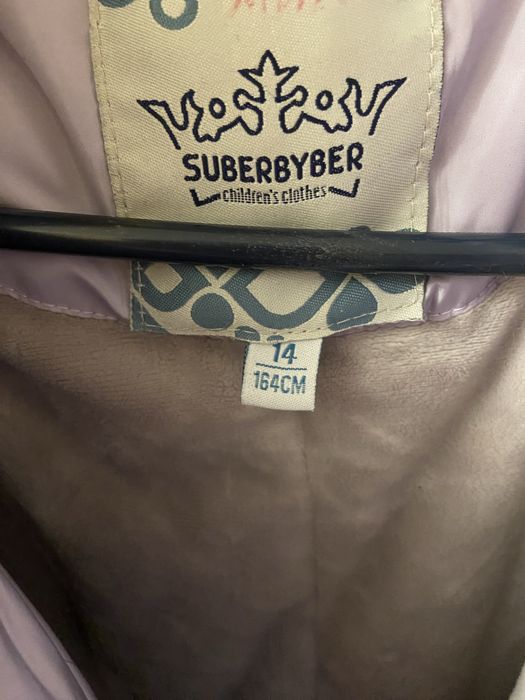 SUBERBYBER
children's clothes
14
164CM